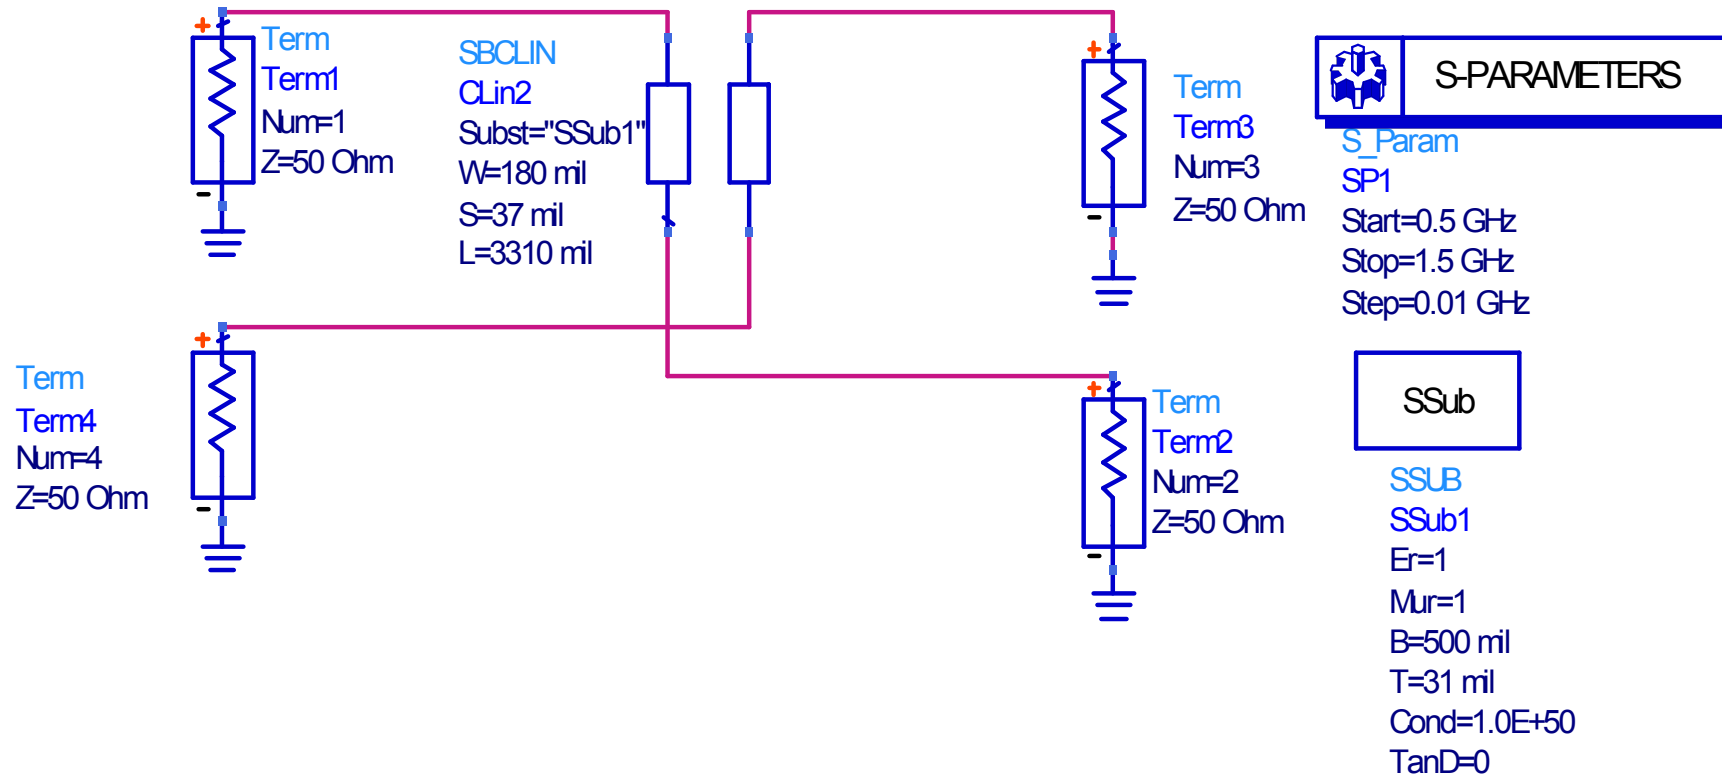 Term
Term1
Num=1
Z=50 Ohm
SBCLIN
CLin2
Subst="SSub1"
W=180 mil
S=37 mil
L=3310 mil
Term
Term3
Num=3
Z=50 Ohm
S-PARAMETERS
S_Param
SP1
Start=0.5 GHz
Stop=1.5 GHz
Step=0.01 GHz
Term
Term4
Num=4
Z=50 Ohm
Term
Term2
Num=2
Z=50 Ohm
SSub
SSUB
SSub1
Er=1
Mur=1
B=500 mil
T=31 mil
Cond=1.0E+50
TanD=0